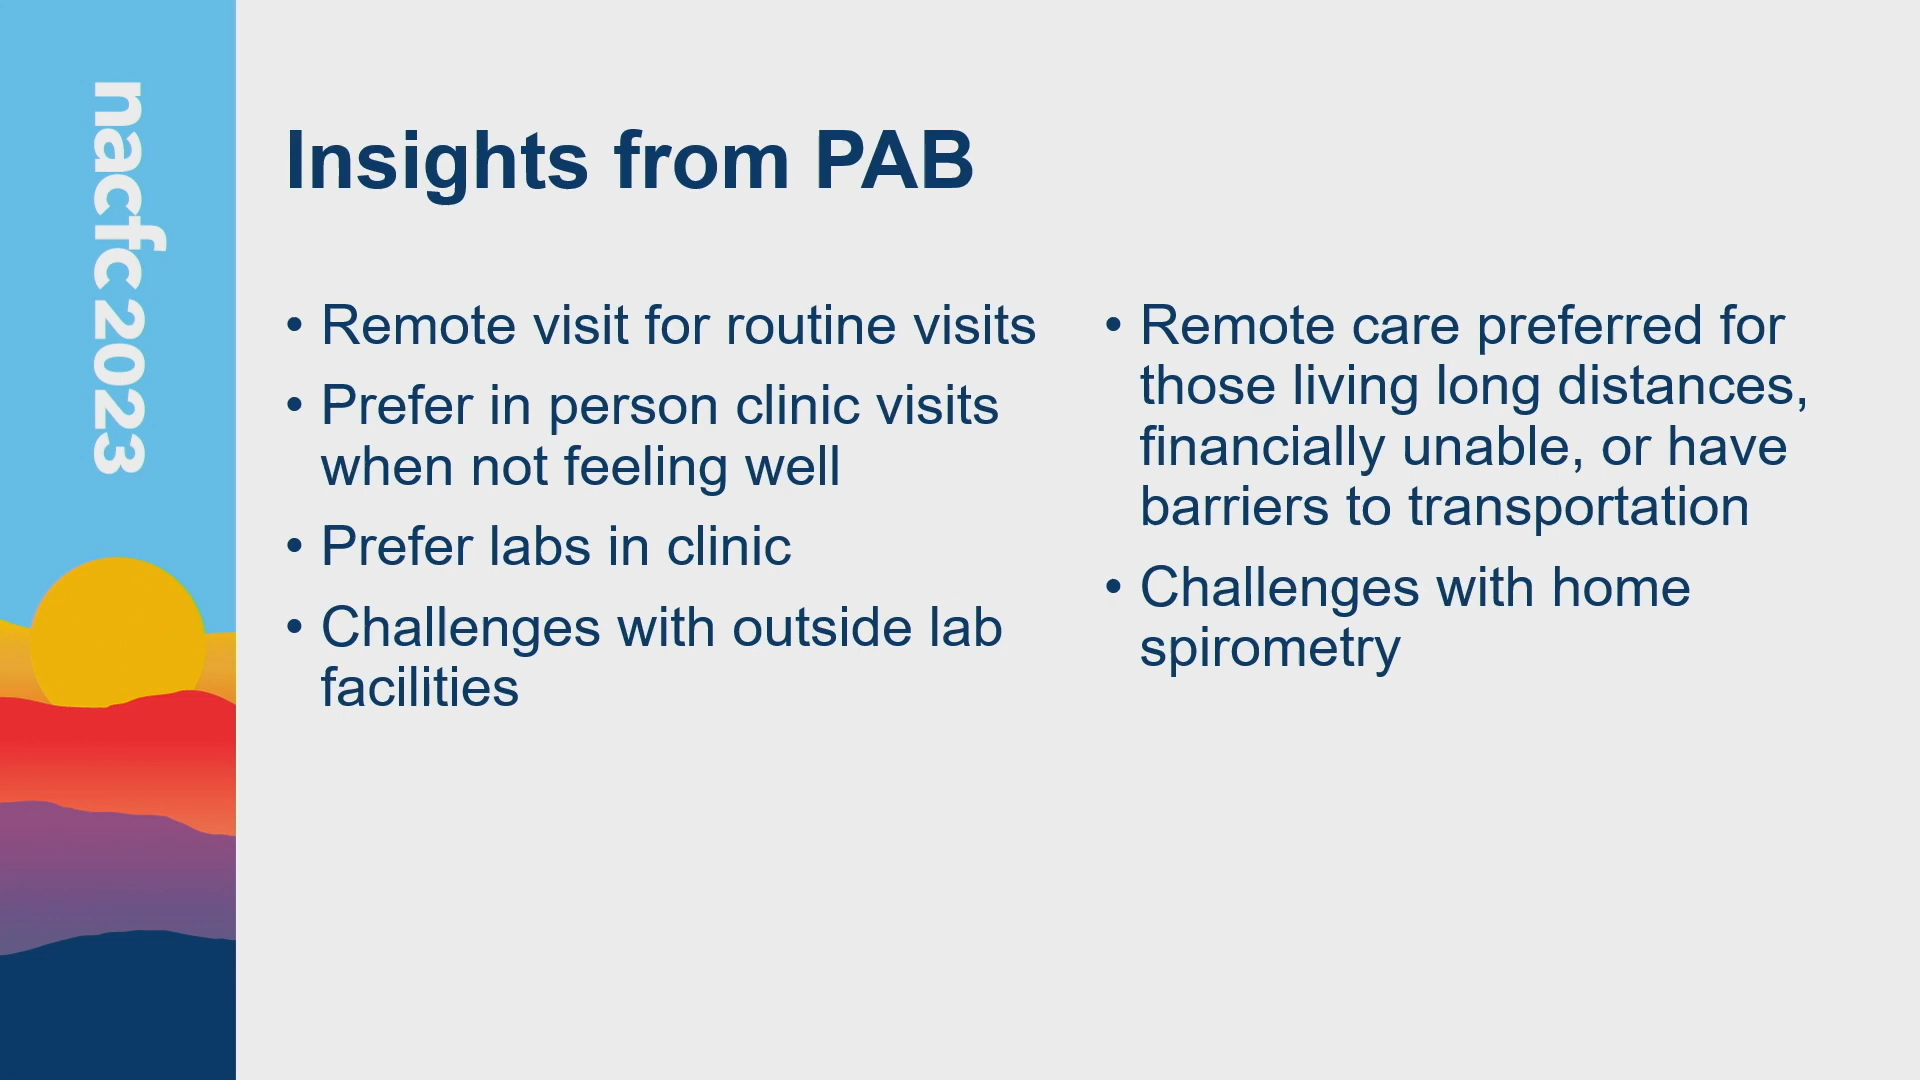 nacfc 2023
Insights from PAB
• Remote visit for routine visits
• Prefer in person clinic visits
when not feeling well
• Prefer labs in clinic
• Challenges with outside lab
facilities
• Remote care preferred for
those living long distances,
financially unable, or have
barriers to transportation
• Challenges with home
spirometry